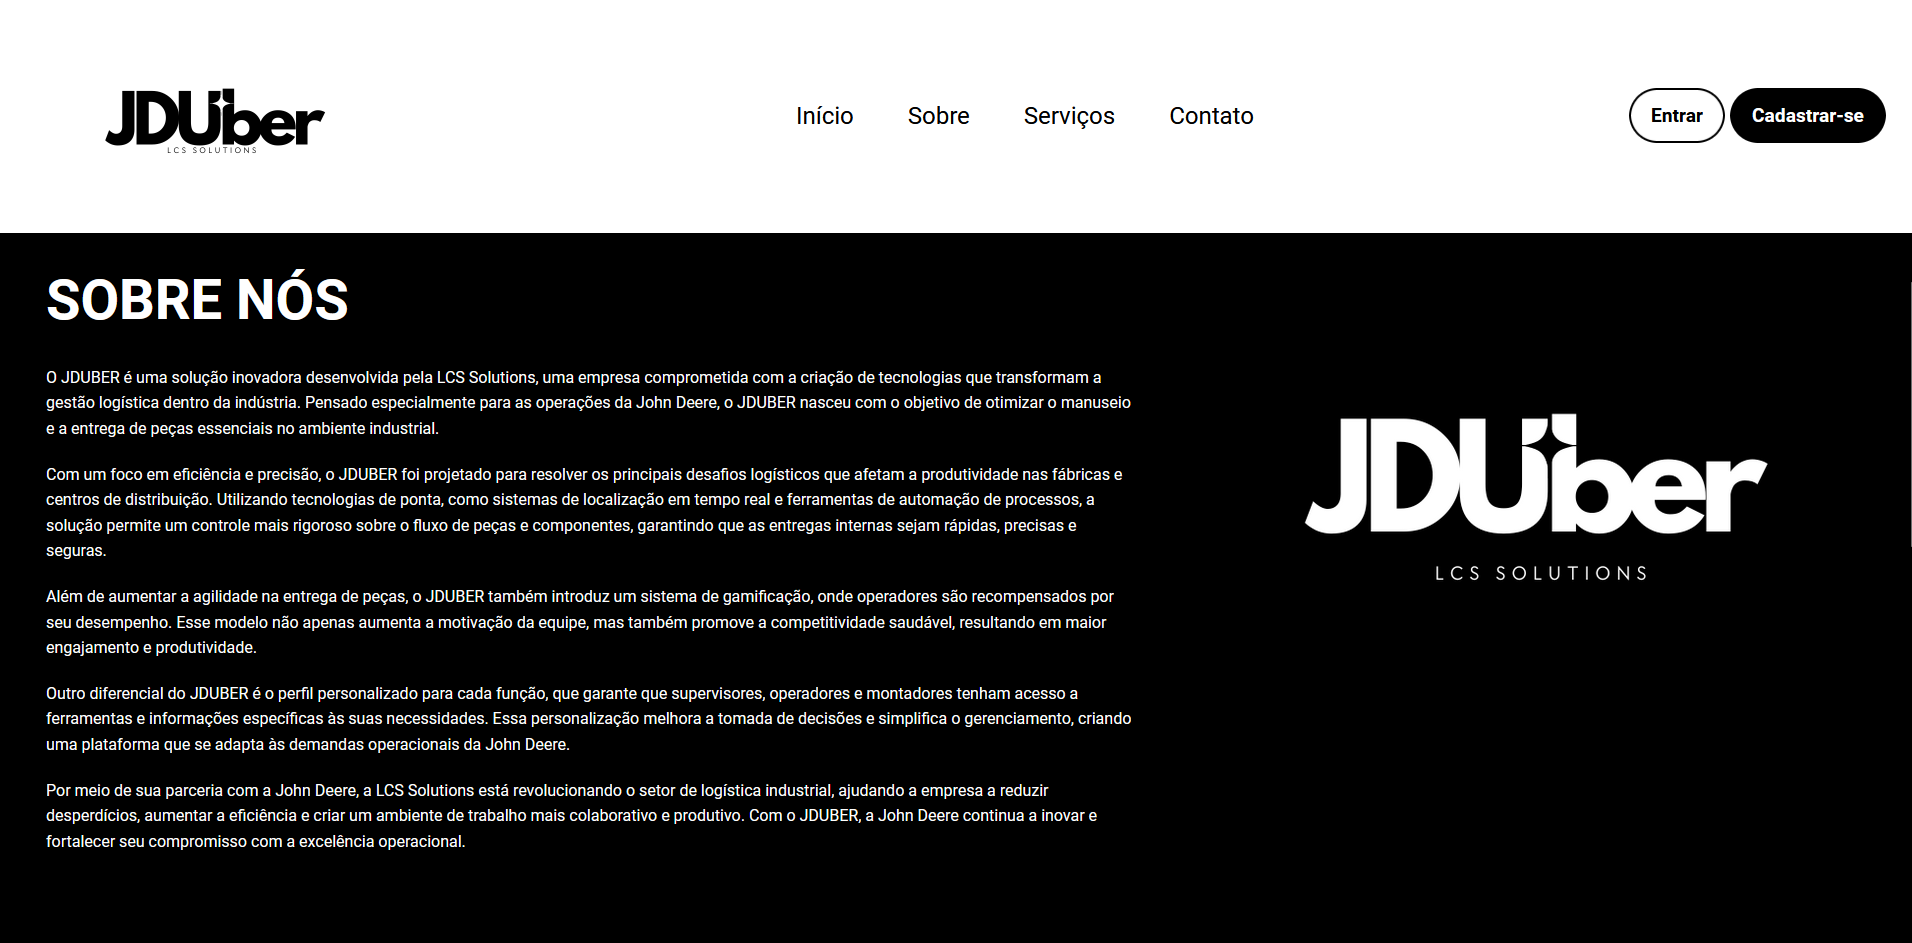 JDUber
LCS SOLUTIONS
Início Sobre Serviços Contato
Entrar Cadastrar-se
SOBRE NÓS
O JDUBER é uma solução inovadora desenvolvida pela LCS Solutions, uma empresa comprometida com a criação de tecnologias que transformam a
gestão logística dentro da indústria. Pensado especialmente para as operações da John Deere, o JDUBER nasceu com o objetivo de otimizar o manuseio
e a entrega de peças essenciais no ambiente industrial.
Com um foco em eficiência e precisão, o JDUBER foi projetado para resolver os principais desafios logísticos que afetam a produtividade nas fábricas e
centros de distribuição. Utilizando tecnologias de ponta, como sistemas de localização em tempo real e ferramentas de automação de processos, a
solução permite um controle mais rigoroso sobre o fluxo de peças e componentes, garantindo que as entregas internas sejam rápidas, precisas e
seguras.
Além de aumentar a agilidade na entrega de peças, o JDUBER também introduz um sistema de gamificação, onde operadores são recompensados por
seu desempenho. Esse modelo não apenas aumenta a motivação da equipe, mas também promove a competitividade saudável, resultando em maior
engajamento e produtividade.
Outro diferencial do JDUBER é o perfil personalizado para cada função, que garante que supervisores, operadores e montadores tenham acesso a
ferramentas e informações específicas às suas necessidades. Essa personalização melhora a tomada de decisões e simplifica o gerenciamento, criando
uma plataforma que se adapta às demandas operacionais da John Deere.
Por meio de sua parceria com a John Deere, a LCS Solutions está revolucionando o setor de logística industrial, ajudando a empresa a reduzir
desperdícios, aumentar a eficiência e criar um ambiente de trabalho mais colaborativo e produtivo. Com o JDUBER, a John Deere continua a inovar e
fortalecer seu compromisso com a excelência operacional.
JDUber
LCS SOLUTIONS